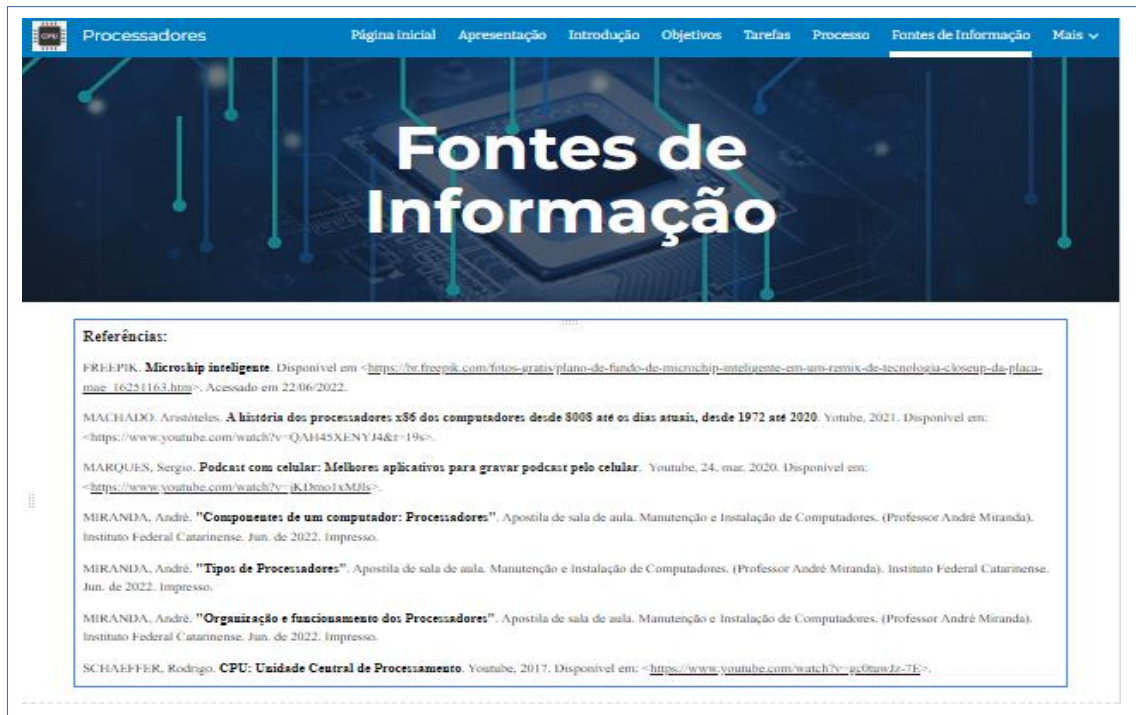 CPU
Processadores
Página inicial Apresentação Introdução Objetivos Tarefas Processo Fontes de Informação Mais
Fontes de
Informação
Referências:
FREEPIK. Microship inteligente. Disponível em <https://br.freepik.com/fotos-gratis/plano-de-fundo-de-microchip-inteligente-em-um-remix-de-tecnologia-closeup-da-placa-
mae_16251163.htm>. Acessado em 22/06/2022.
MACHADO. Aristóteles. A história dos processadores x86 dos computadores desde 8008 até os dias atuais, desde 1972 até 2020. Yotube, 2021. Disponível em:
<https://www.youtube.com/watch?v=QAH45XENYJ4&t=19s>.
MARQUES, Sergio. Podcast com celular: Melhores aplicativos para gravar podcast pelo celular. Youtube, 24, mar. 2020. Disponível em:
<https://www.youtube.com/watch?v=jKDmo1xMJls>.
MIRANDA, André. "Componentes de um computador: Processadores". Apostila de sala de aula. Manutenção e Instalação de Computadores. (Professor André Miranda).
Instituto Federal Catarinense. Jun. de 2022. Impresso.
MIRANDA, André. "Tipos de Processadores". Apostila de sala de aula. Manutenção e Instalação de Computadores. (Professor André Miranda). Instituto Federal Catarinense.
Jun. de 2022. Impresso.
MIRANDA, André. "Organização e funcionamento dos Processadores". Apostila de sala de aula. Manutenção e Instalação de Computadores. (Professor André Miranda).
Instituto Federal Catarinense. Jun. de 2022. Impresso.
SCHAEFFER, Rodrigo. CPU: Unidade Central de Processamento. Youtube, 2017. Disponível em: <https://www.youtube.com/watch?v=gc0tuwJz-7E>.